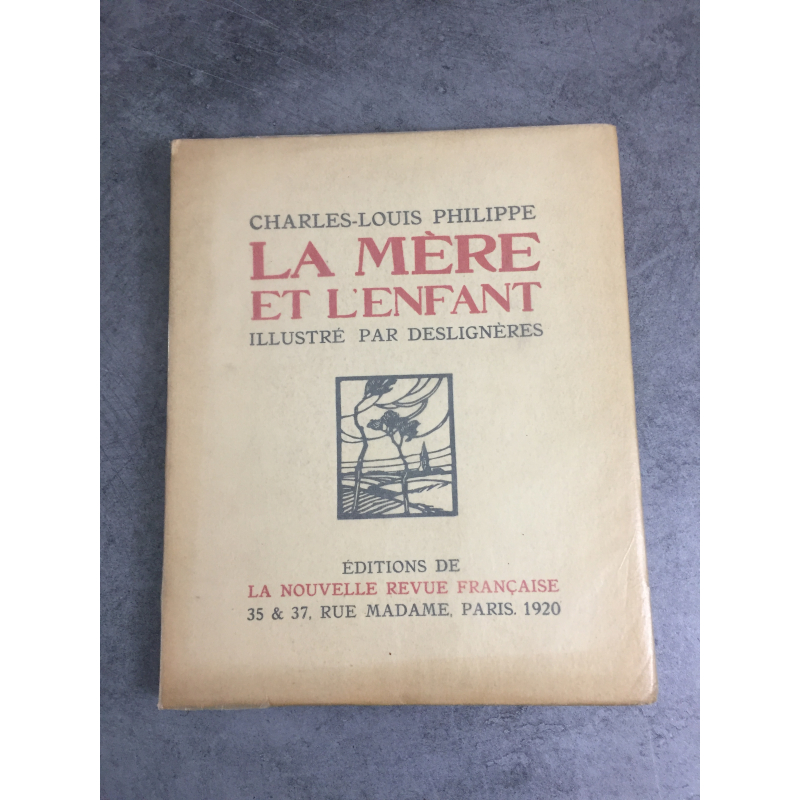 CHARLES-LOUIS PHILIPPE
LA MÈRE
ET L'ENFANT
ILLUSTRÉ PAR DESLIGNÈRES
ÉDITIONS DE
LA NOUVELLE REVUE FRANÇAISE
35 & 37, RUE MADAME, PARIS. 1920